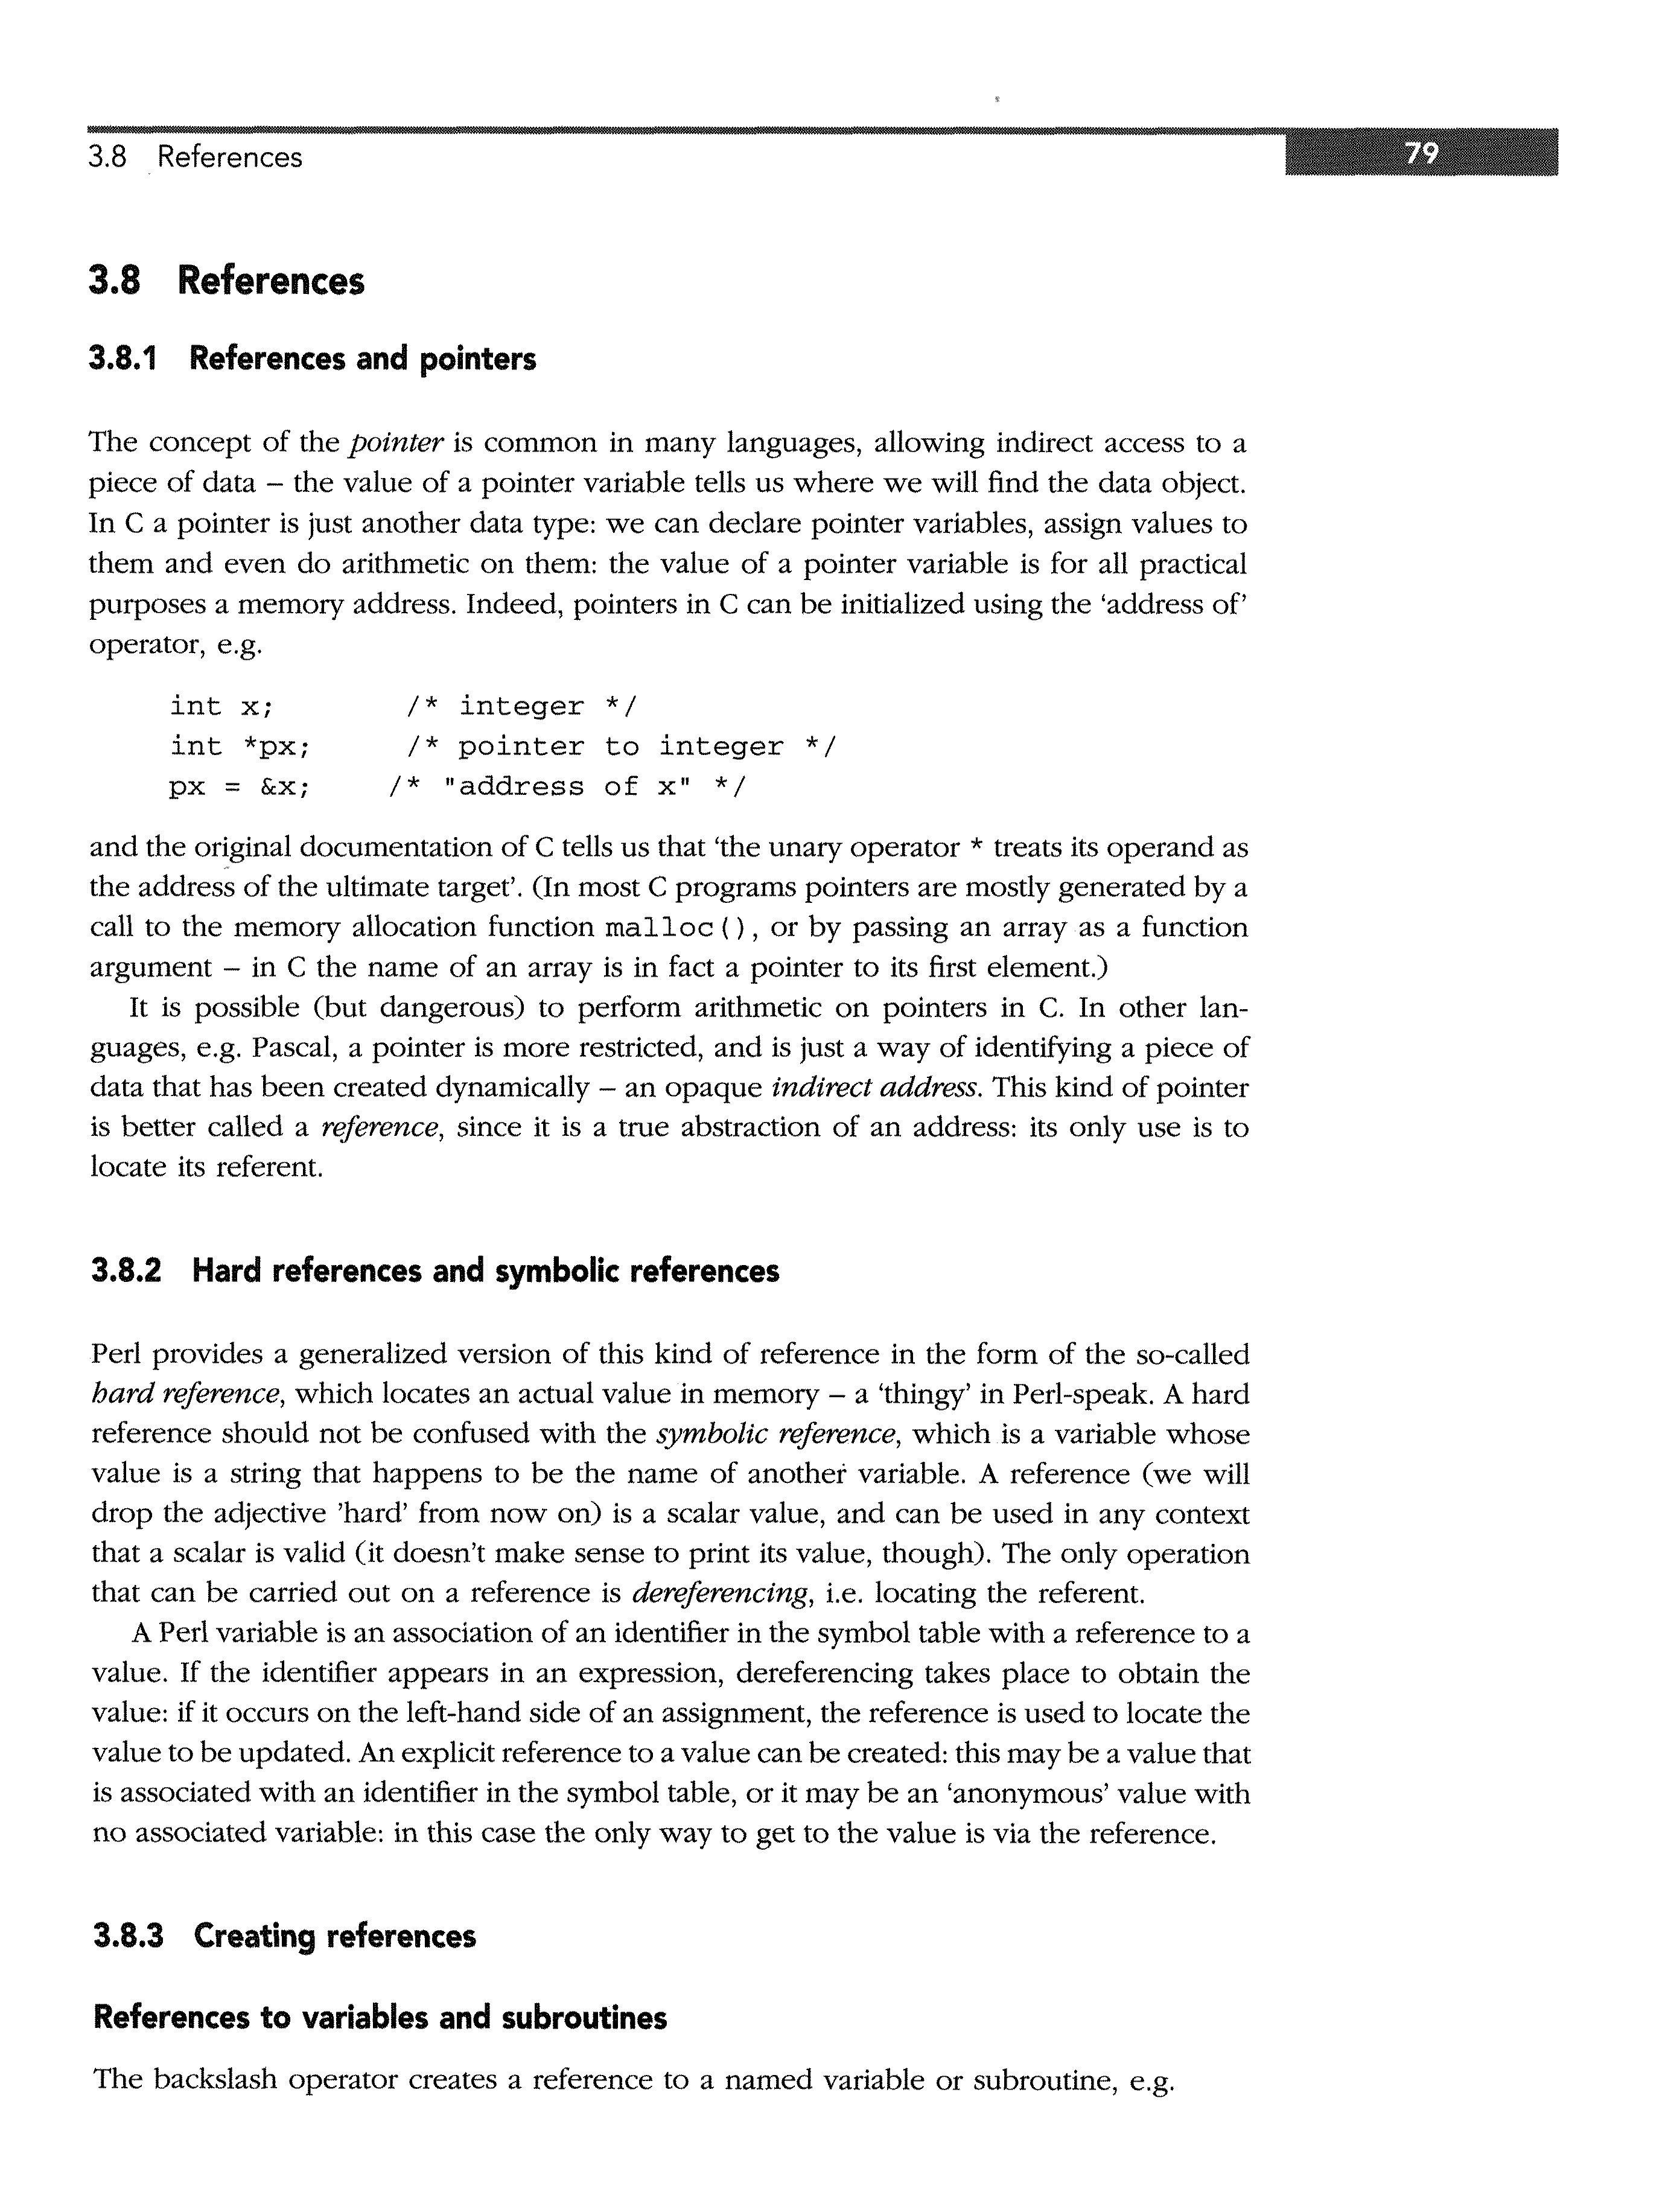 3.8 References
79
3.8 References
3.8.1 References and pointers
The concept of the pointer is common in many languages, allowing indirect access to a
piece of data – the value of a pointer variable tells us where we will find the data object.
In C a pointer is just another data type: we can declare pointer variables, assign values to
them and even do arithmetic on them: the value of a pointer variable is for all practical
purposes a memory address. Indeed, pointers in C can be initialized using the ‘address of’
operator, e.g.
int x; /* integer */
int *px; /* pointer to integer */
px = &x; /* "address of x" */
and the original documentation of C tells us that ‘the unary operator * treats its operand as
the address of the ultimate target’. (In most C programs pointers are mostly generated by a
call to the memory allocation function malloc(), or by passing an array as a function
argument – in C the name of an array is in fact a pointer to its first element.)
It is possible (but dangerous) to perform arithmetic on pointers in C. In other lan-
guages, e.g. Pascal, a pointer is more restricted, and is just a way of identifying a piece of
data that has been created dynamically – an opaque indirect address. This kind of pointer
is better called a reference, since it is a true abstraction of an address: its only use is to
locate its referent.
3.8.2 Hard references and symbolic references
Perl provides a generalized version of this kind of reference in the form of the so-called
hard reference, which locates an actual value in memory – a ‘thingy’ in Perl-speak. A hard
reference should not be confused with the symbolic reference, which is a variable whose
value is a string that happens to be the name of another variable. A reference (we will
drop the adjective ’hard’ from now on) is a scalar value, and can be used in any context
that a scalar is valid (it doesn’t make sense to print its value, though). The only operation
that can be carried out on a reference is dereferencing, i.e. locating the referent.
A Perl variable is an association of an identifier in the symbol table with a reference to a
value. If the identifier appears in an expression, dereferencing takes place to obtain the
value: if it occurs on the left-hand side of an assignment, the reference is used to locate the
value to be updated. An explicit reference to a value can be created: this may be a value that
is associated with an identifier in the symbol table, or it may be an ‘anonymous’ value with
no associated variable: in this case the only way to get to the value is via the reference.
3.8.3 Creating references
References to variables and subroutines
The backslash operator creates a reference to a named variable or subroutine, e.g.